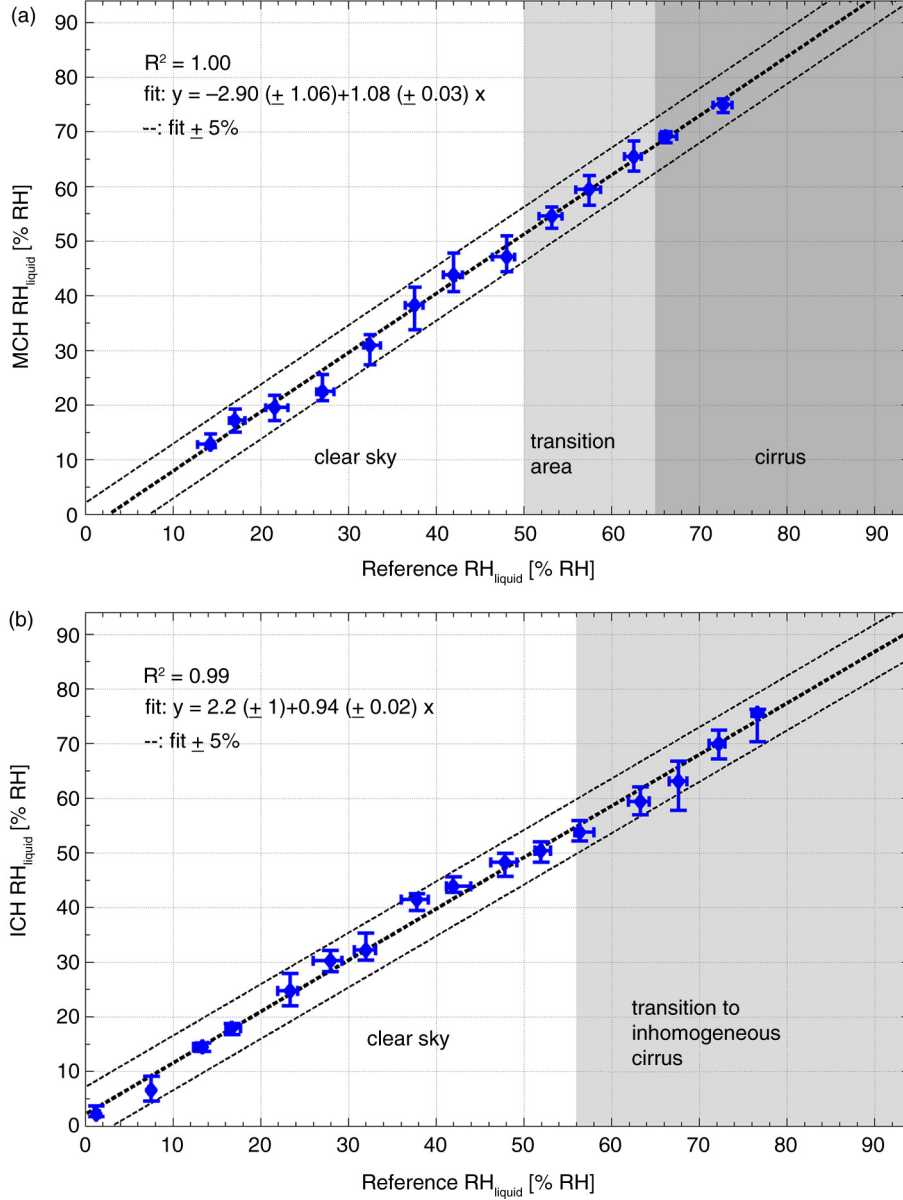 (a)
90
80
70
60
50
40
30
20
10
0
MCH RH_liquid [% RH]
R² = 1.00
fit: y = –2.90 (± 1.06)+1.08 (± 0.03) x
--: fit ± 5%
clear sky
transition
area
cirrus
0 10 20 30 40 50 60 70 80 90
Reference RH_liquid [% RH]
(b)
90
80
70
60
50
40
30
20
10
0
ICH RH_liquid [% RH]
R² = 0.99
fit: y = 2.2 (± 1)+0.94 (± 0.02) x
--: fit ± 5%
clear sky
transition to
inhomogeneous
cirrus
0 10 20 30 40 50 60 70 80 90
Reference RH_liquid [% RH]